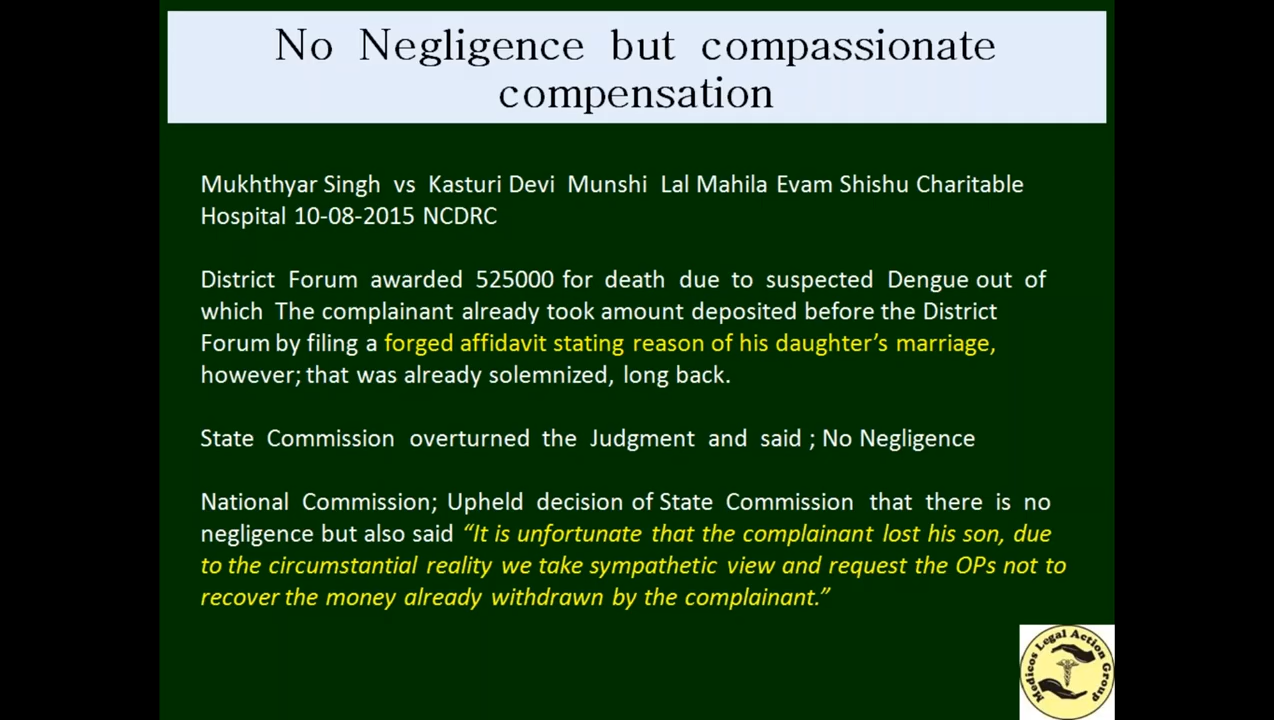 No Negligence but compassionate
compensation
Mukhthyar Singh vs Kasturi Devi Munshi Lal Mahila Evam Shishu Charitable
Hospital 10-08-2015 NCDRC
District Forum awarded 525000 for death due to suspected Dengue out of
which The complainant already took amount deposited before the District
Forum by filing a forged affidavit stating reason of his daughter’s marriage,
however; that was already solemnized, long back.
State Commission overturned the Judgment and said ; No Negligence
National Commission; Upheld decision of State Commission that there is no
negligence but also said “It is unfortunate that the complainant lost his son, due
to the circumstantial reality we take sympathetic view and request the OPs not to
recover the money already withdrawn by the complainant.”
Medicos Legal Action Group